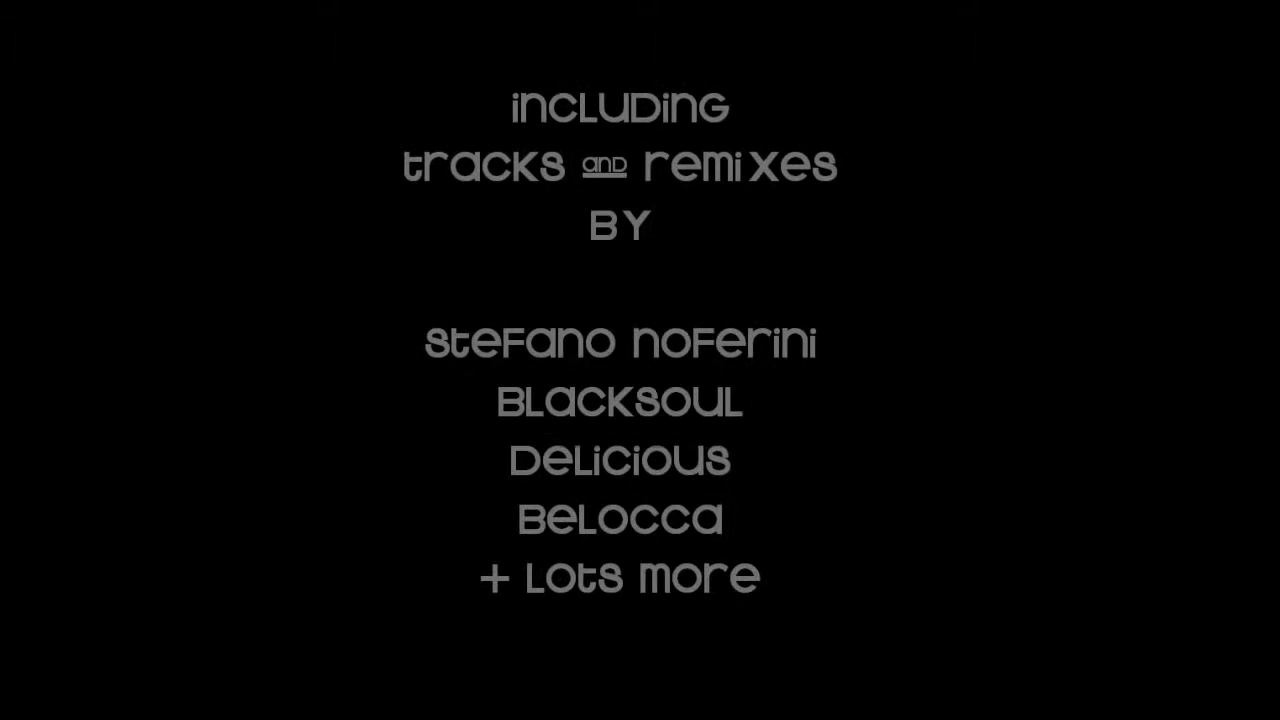 including
tracks and remixes
BY
stefano noferini
Blacksoul
Delicious
Belocca
+ Lots more